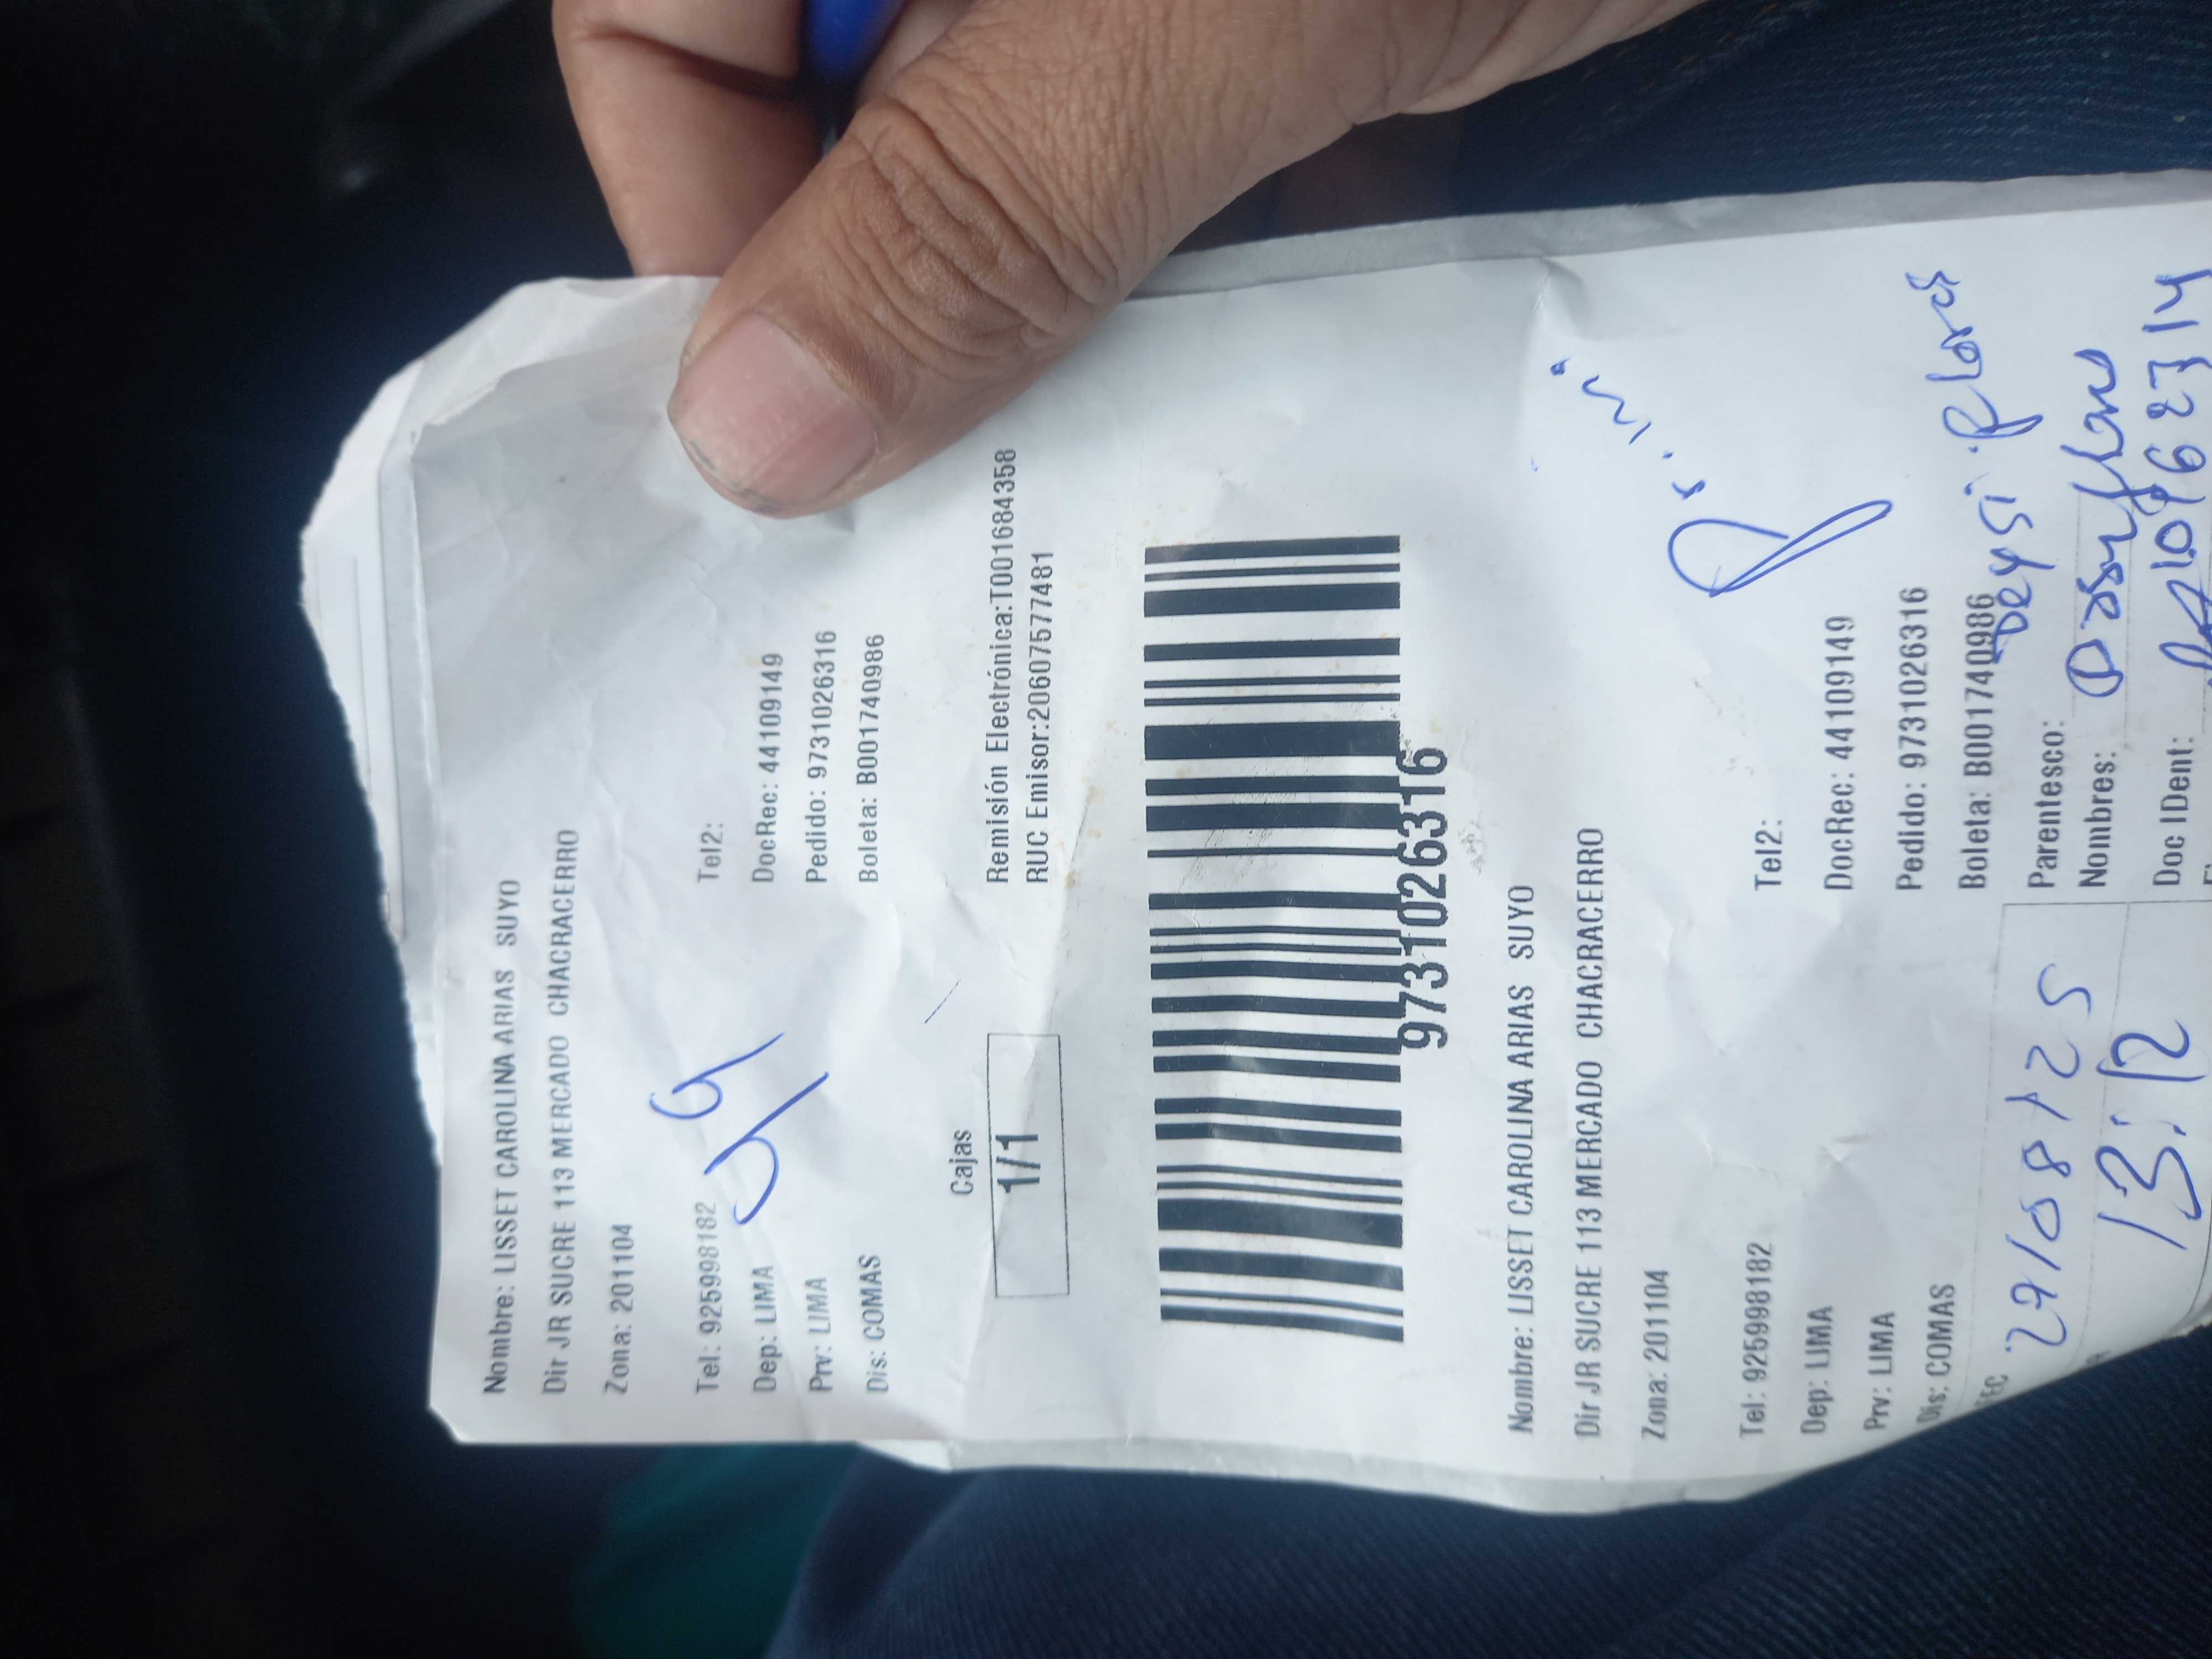 Nombre: LISSET CAROLINA ARIAS SUYO
Dir JR SUCRE 113 MERCADO CHACRACERRO
Zona: 201104
Tel: 925998182 Tel2:
Dep: LIMA DocRec: 44109149
Prv: LIMA Pedido: 9731026316
Dis: COMAS Boleta: B001740986
49
Cajas
1/1
Remisión Electrónica:T001684358
RUC Emisor:20607577481
9731026316
Nombre: LISSET CAROLINA ARIAS SUYO
Dir JR SUCRE 113 MERCADO CHACRACERRO
Zona: 201104
Tel: 925998182 Tel2:
Dep: LIMA DocRec: 44109149
Prv: LIMA Pedido: 9731026316
Dis: COMAS Boleta: B001740986
Deysi Flores
Parentesco:
Nombres:
Doc IDent:
13:12